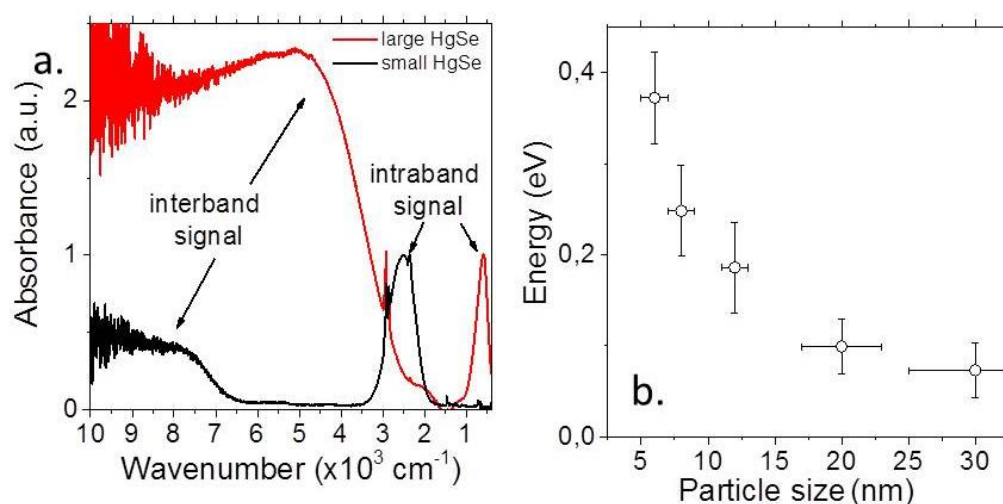 a.
large HgSe
small HgSe
interband
signal
intraband
signal
Absorbance (a.u.)
2
1
0
10 9 8 7 6 5 4 3 2 1
Wavenumber (x10³ cm⁻¹)
Energy (eV)
0,4
0,2
0,0
b.
5 10 15 20 25 30
Particle size (nm)